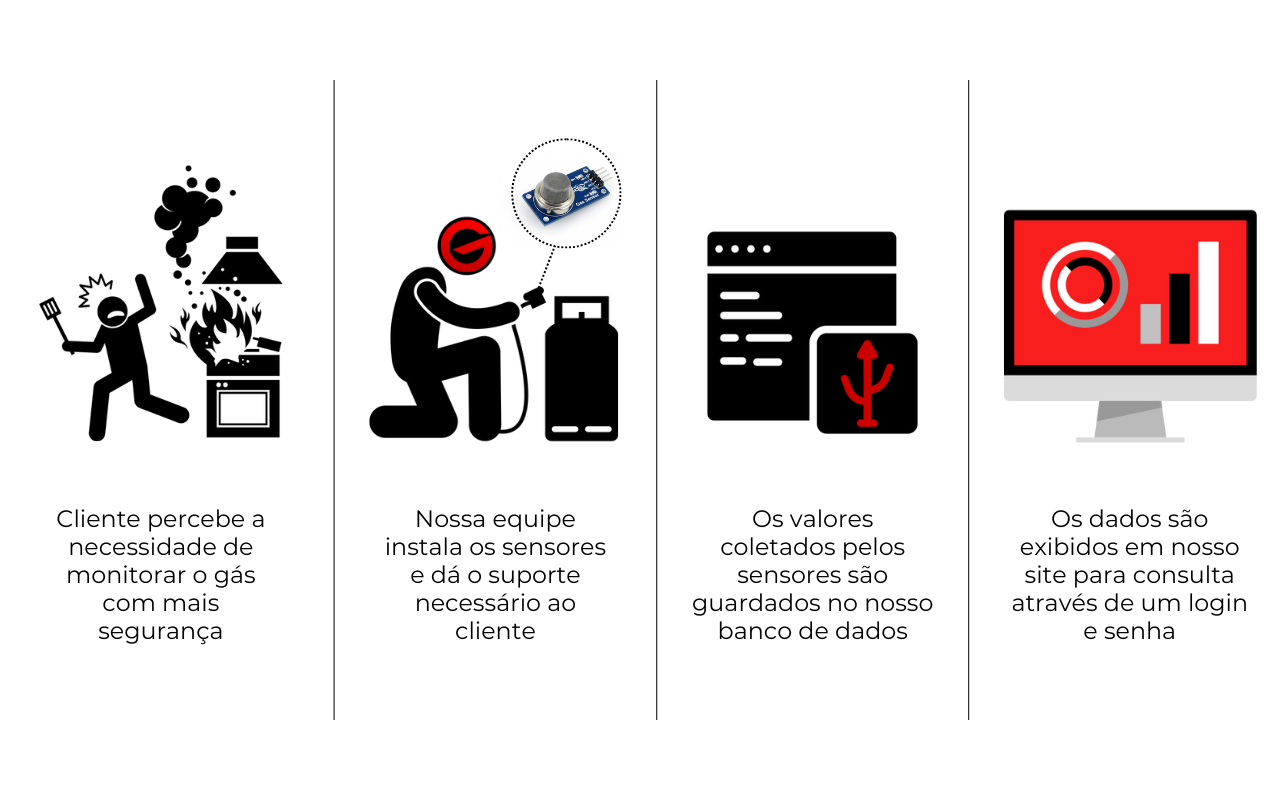 Gas Sensor
Cliente percebe a
necessidade de
monitorar o gás
com mais
segurança
Nossa equipe
instala os sensores
e dá o suporte
necessário ao
cliente
Os valores
coletados pelos
sensores são
guardados no nosso
banco de dados
Os dados são
exibidos em nosso
site para consulta
através de um login
e senha